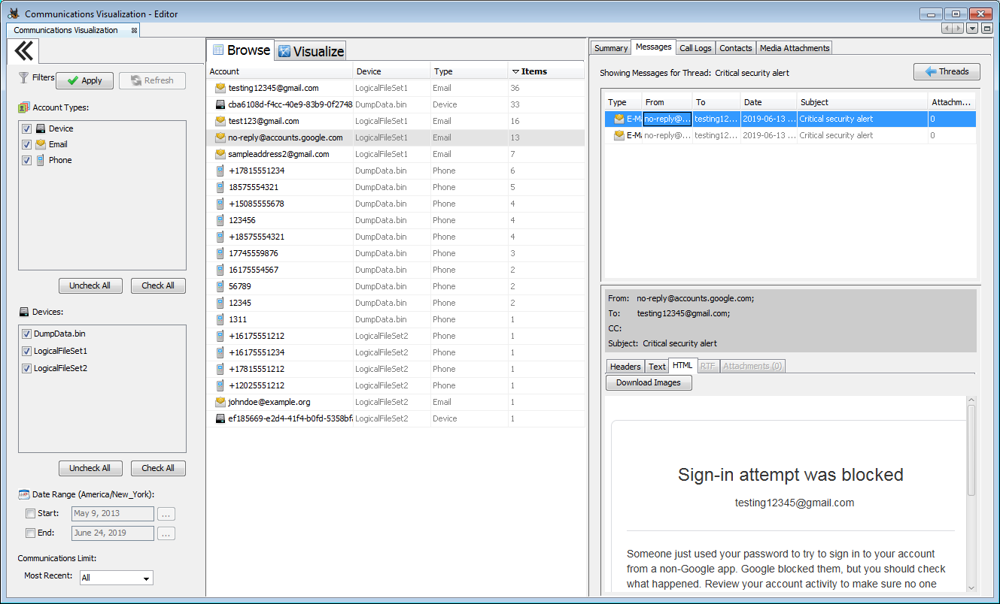 Communications Visualization - Editor
Communications Visualization
Filters Apply Refresh
Account Types:
Device
Email
Phone
Uncheck All Check All
Devices:
DumpData.bin
LogicalFileSet1
LogicalFileSet2
Uncheck All Check All
Date Range (America/New_York):
Start: May 9, 2013 ...
End: June 24, 2019 ...
Communications Limit:
Most Recent: All
Browse Visualize
Account Device Type Items
testing12345@gmail.com LogicalFileSet1 Email 36
cba6108d-f4cc-40e9-83b9-0f2748 DumpData.bin Device 33
test123@gmail.com LogicalFileSet1 Email 16
no-reply@accounts.google.com LogicalFileSet1 Email 13
sampleaddress2@gmail.com LogicalFileSet1 Email 7
+17815551234 DumpData.bin Phone 6
18575554321 DumpData.bin Phone 5
+15085555678 DumpData.bin Phone 4
123456 DumpData.bin Phone 4
+18575554321 DumpData.bin Phone 4
17745559876 DumpData.bin Phone 3
16175554567 DumpData.bin Phone 2
56789 DumpData.bin Phone 2
12345 DumpData.bin Phone 2
1311 DumpData.bin Phone 1
+16175551212 LogicalFileSet2 Phone 1
+16175551234 LogicalFileSet2 Phone 1
+17815551212 LogicalFileSet2 Phone 1
+12025551212 LogicalFileSet2 Phone 1
johndoe@example.org LogicalFileSet2 Email 1
ef185669-e2d4-41f4-b0fd-5358bf LogicalFileSet2 Device 1
Summary Messages Call Logs Contacts Media Attachments
Showing Messages for Thread: Critical security alert Threads
Type From To Date Subject Attachm...
E-Ma no-reply@... testing12... 2019-06-13 ... Critical security alert 0
E-Ma no-reply@... testing12... 2019-06-13 ... Critical security alert 0
From: no-reply@accounts.google.com;
To: testing12345@gmail.com;
CC:
Subject: Critical security alert
Headers Text HTML RTF Attachments (0)
Download Images
Sign-in attempt was blocked
testing12345@gmail.com
Someone just used your password to try to sign in to your account
from a non-Google app. Google blocked them, but you should check
what happened. Review your account activity to make sure no one